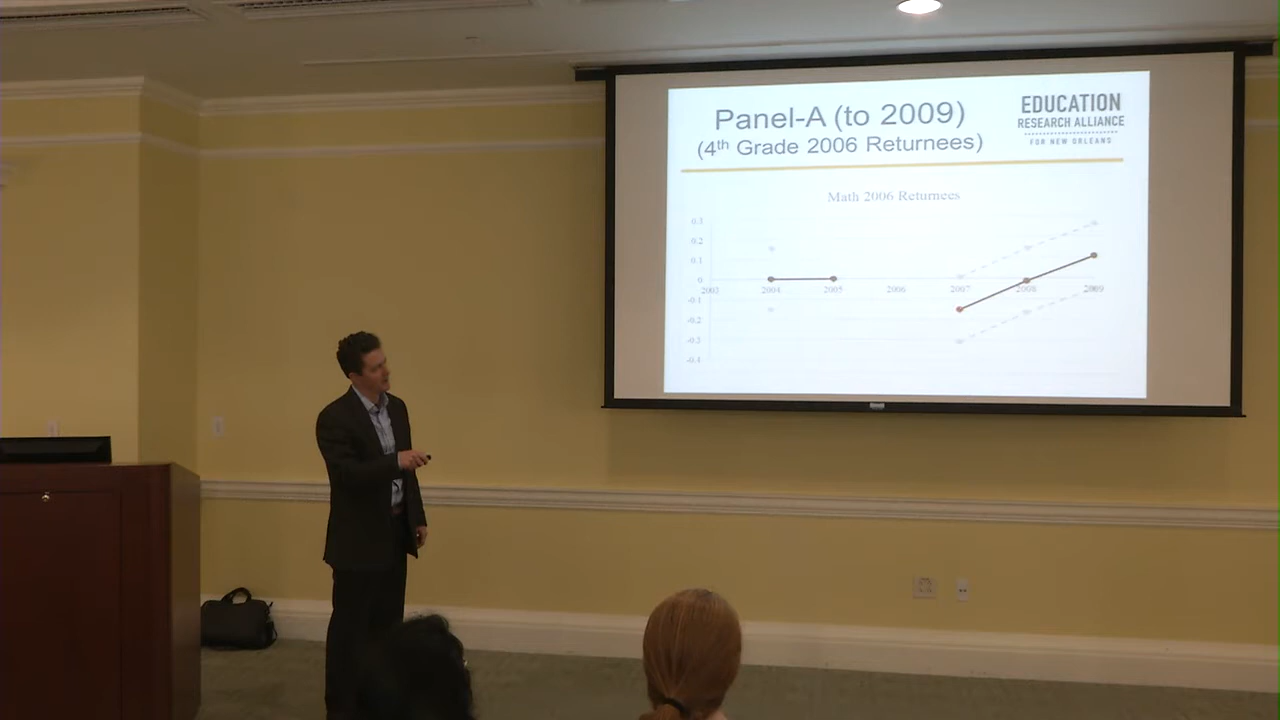 Panel-A (to 2009)
(4th Grade 2006 Returnees)
EDUCATION
RESEARCH ALLIANCE
FOR NEW ORLEANS
Math 2006 Returnees
0.3
0.2
0.1
0
-0.1
-0.2
-0.3
-0.4
2003 2004 2005 2006 2007 2008 2009